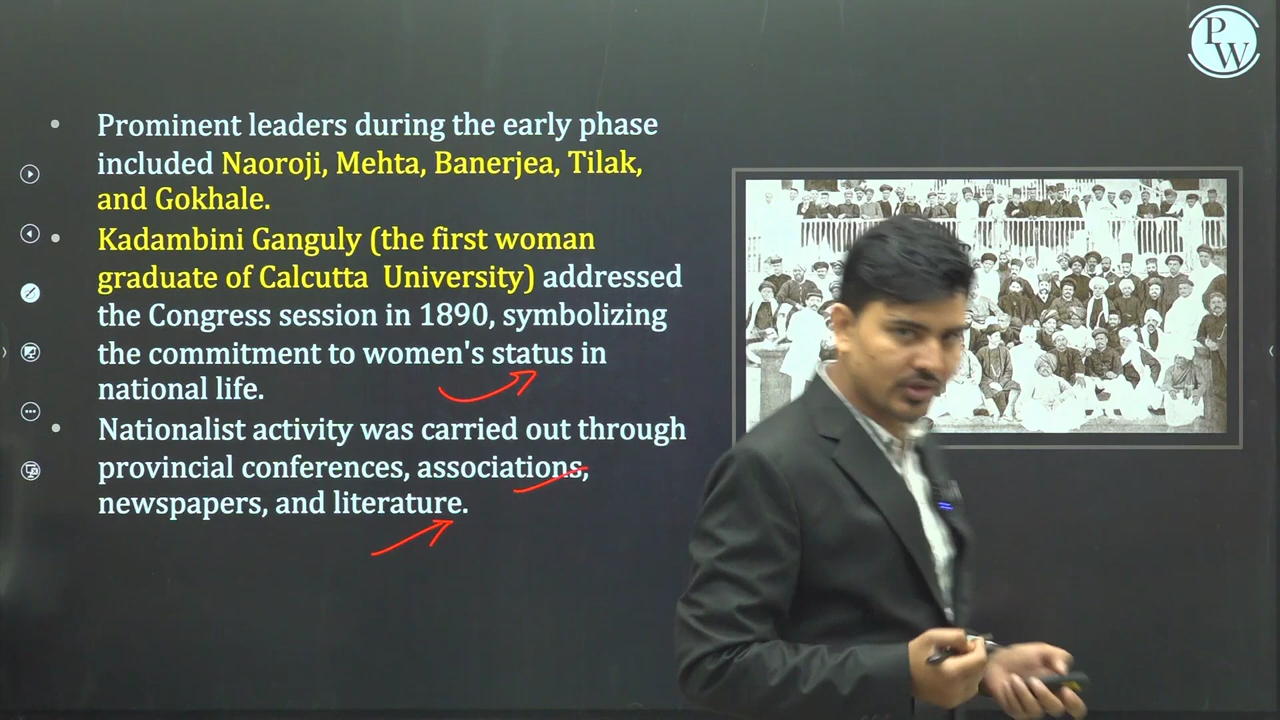 PW
Prominent leaders during the early phase
included Naoroji, Mehta, Banerjea, Tilak,
and Gokhale.
Kadambini Ganguly (the first woman
graduate of Calcutta University) addressed
the Congress session in 1890, symbolizing
the commitment to women's status in
national life.
Nationalist activity was carried out through
provincial conferences, associations,
newspapers, and literature.